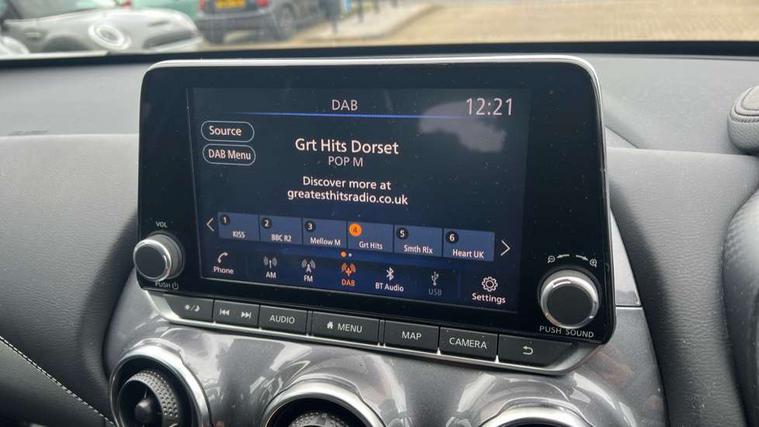 DAB
12:21
Source
DAB Menu
Grt Hits Dorset
POP M
Discover more at
greatesthitsradio.co.uk
1 KISS
2 BBC R2
3 Mellow M
4 Grt Hits
5 Smth Rlx
6 Heart UK
Phone
AM
FM
DAB
BT Audio
USB
Settings
VOL
PUSH
PUSH SOUND
AUDIO
MENU
MAP
CAMERA